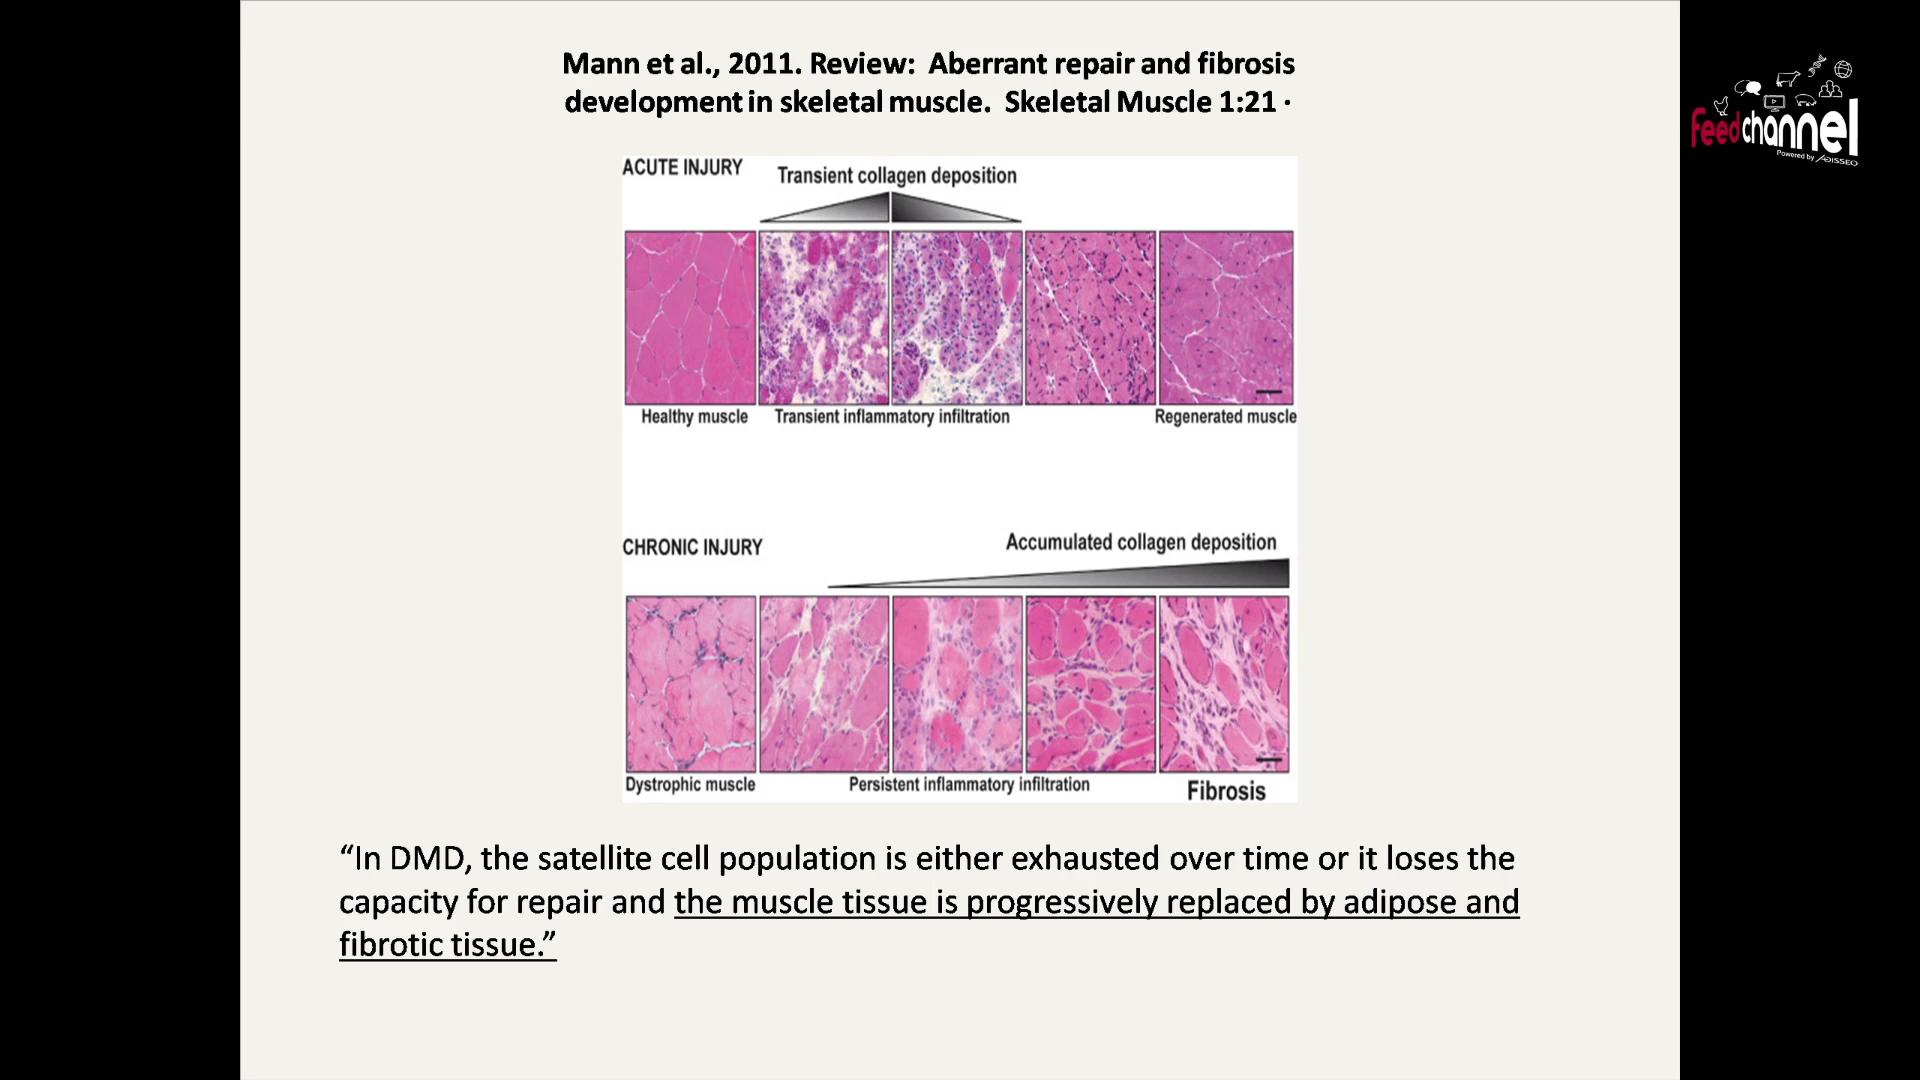 Mann et al., 2011. Review: Aberrant repair and fibrosis
development in skeletal muscle. Skeletal Muscle 1:21 ·
feedchannel
Powered by ADISSEO
ACUTE INJURY
Transient collagen deposition
Healthy muscle
Transient inflammatory infiltration
Regenerated muscle
CHRONIC INJURY
Accumulated collagen deposition
Dystrophic muscle
Persistent inflammatory infiltration
Fibrosis
“In DMD, the satellite cell population is either exhausted over time or it loses the
capacity for repair and the muscle tissue is progressively replaced by adipose and
fibrotic tissue.”